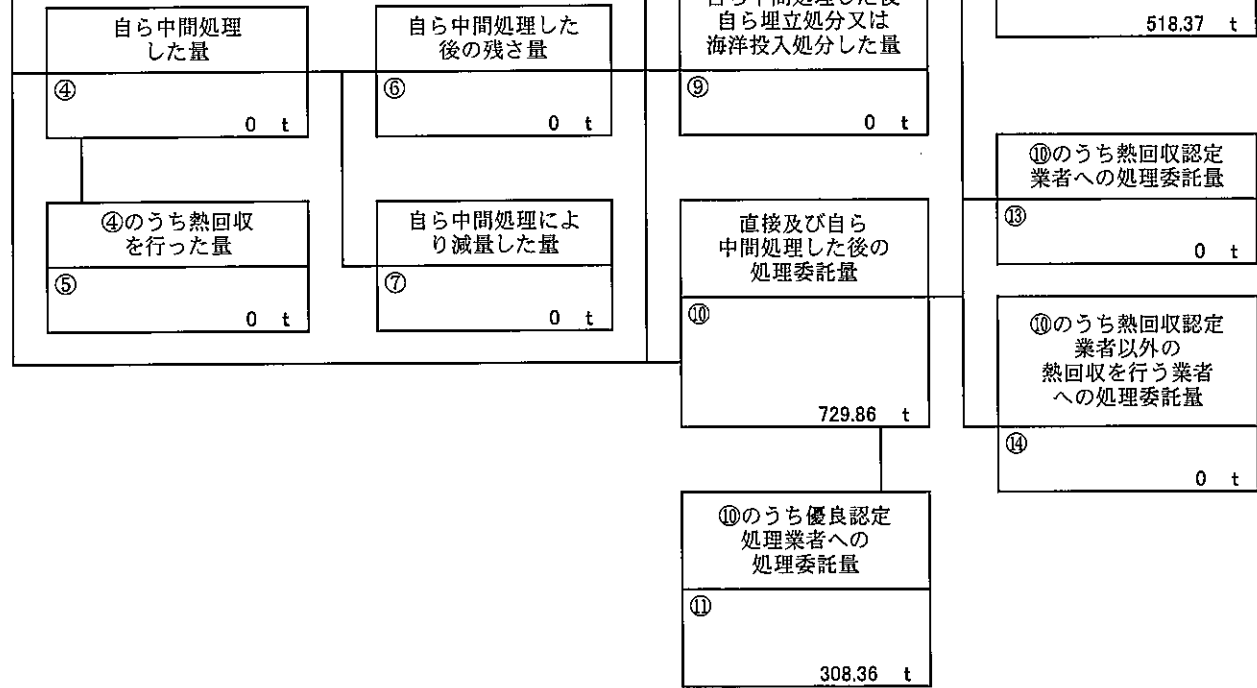 自ら中間処理
した量
④
0 t
自ら中間処理した
後の残さ量
⑥
0 t
自ら埋立処分又は
海洋投入処分した量
⑨
0 t
518.37 t
④のうち熱回収
を行った量
⑤
0 t
自ら中間処理によ
り減量した量
⑦
0 t
直接及び自ら
中間処理した後の
処理委託量
⑩
729.86 t
⑩のうち熱回収認定
業者への処理委託量
⑬
0 t
⑩のうち熱回収認定
業者以外の
熱回収を行う業者
への処理委託量
⑭
0 t
⑩のうち優良認定
処理業者への
処理委託量
⑪
308.36 t